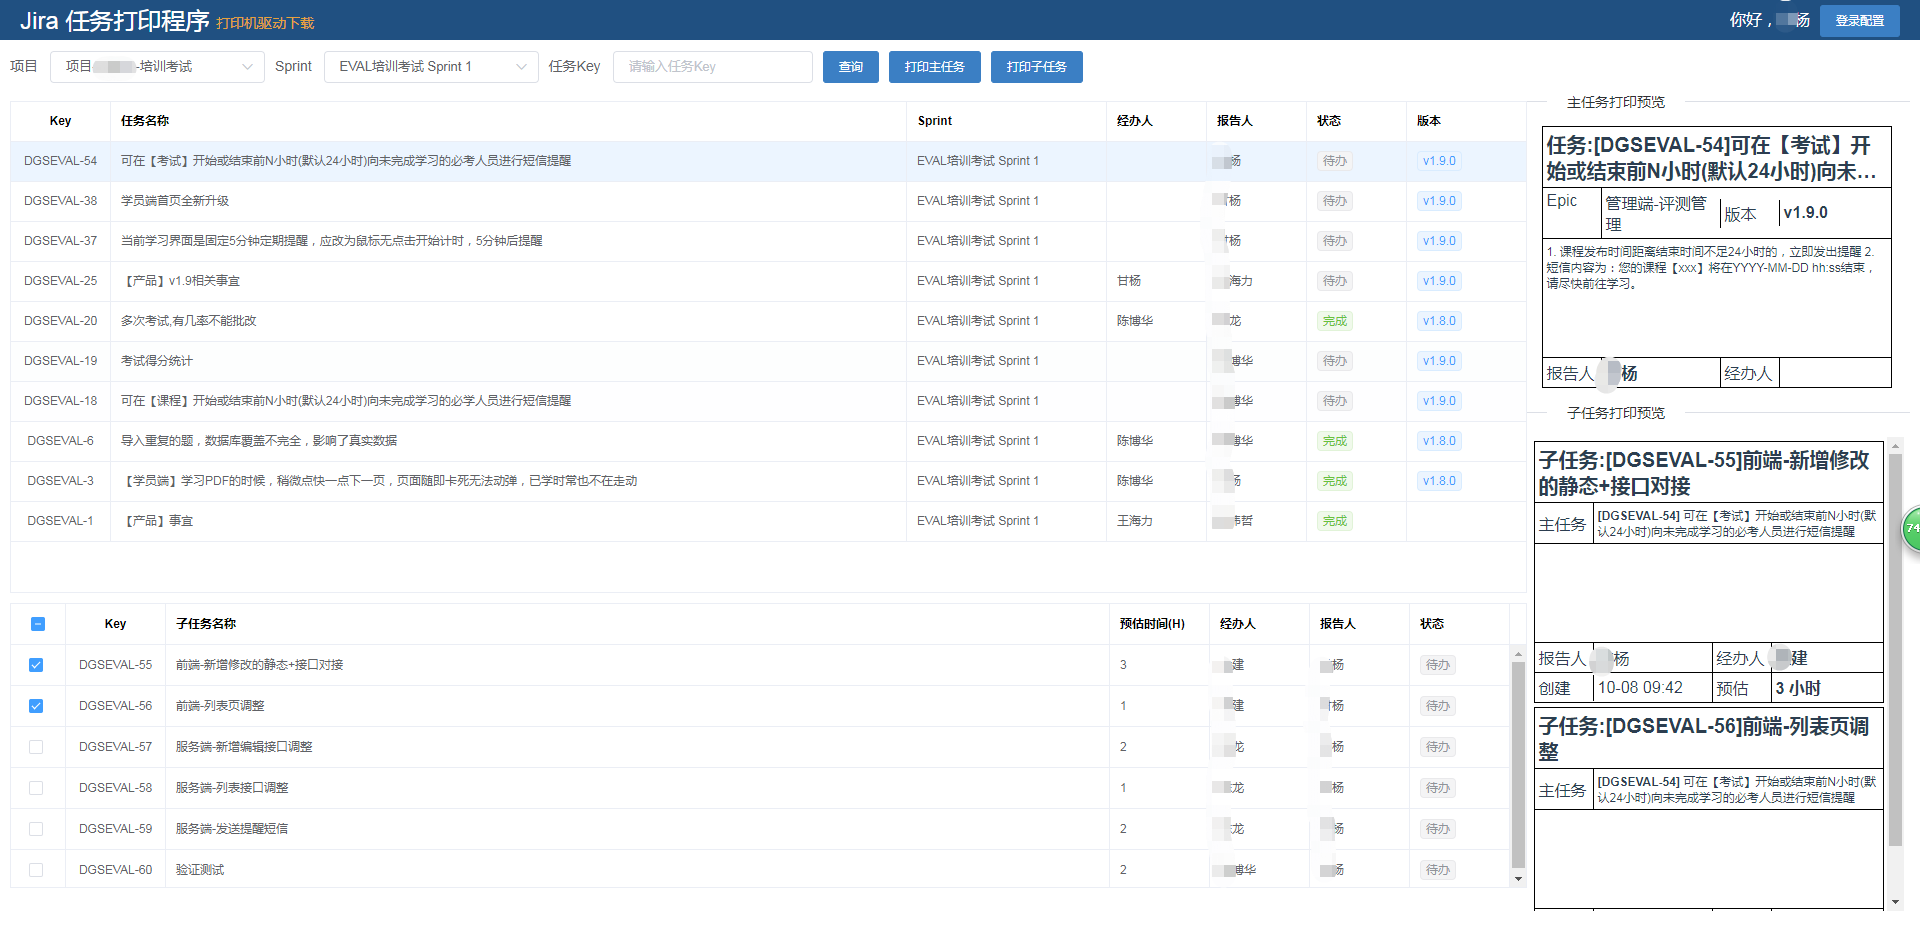 Jira 任务打印程序 打印机驱动下载 你好， 杨 登录配置
项目 项目 -培训考试 Sprint EVAL培训考试 Sprint 1 任务Key 请输入任务Key 查询 打印主任务 打印子任务
Key 任务名称 Sprint 经办人 报告人 状态 版本
DGSEVAL-54 可在【考试】开始或结束前N小时(默认24小时)向未完成学习的必考人员进行短信提醒 EVAL培训考试 Sprint 1 杨 待办 v1.9.0
DGSEVAL-38 学员端首页全新升级 EVAL培训考试 Sprint 1 杨 待办 v1.9.0
DGSEVAL-37 当前学习界面是固定5分钟定期提醒，应改为鼠标无点击开始计时，5分钟后提醒 EVAL培训考试 Sprint 1 杨 待办 v1.9.0
DGSEVAL-25 【产品】v1.9相关事宜 EVAL培训考试 Sprint 1 甘杨 海力 待办 v1.9.0
DGSEVAL-20 多次考试,有几率不能批改 EVAL培训考试 Sprint 1 陈博华 龙 完成 v1.8.0
DGSEVAL-19 考试得分统计 EVAL培训考试 Sprint 1 博华 待办 v1.9.0
DGSEVAL-18 可在【课程】开始或结束前N小时(默认24小时)向未完成学习的必学人员进行短信提醒 EVAL培训考试 Sprint 1 博华 待办 v1.9.0
DGSEVAL-6 导入重复的题，数据库覆盖不完全，影响了真实数据 EVAL培训考试 Sprint 1 陈博华 博华 完成 v1.8.0
DGSEVAL-3 【学员端】学习PDF的时候，稍微点快一点下一页，页面随即卡死无法动弹，已学时常也不在走动 EVAL培训考试 Sprint 1 陈博华 杨 完成 v1.8.0
DGSEVAL-1 【产品】事宜 EVAL培训考试 Sprint 1 王海力 哲 完成
Key 子任务名称 预估时间(H) 经办人 报告人 状态
DGSEVAL-55 前端-新增修改的静态+接口对接 3 建 杨 待办
DGSEVAL-56 前端-列表页调整 1 建 杨 待办
DGSEVAL-57 服务端-新增编辑接口调整 2 龙 杨 待办
DGSEVAL-58 服务端-列表接口调整 1 龙 杨 待办
DGSEVAL-59 服务端-发送提醒短信 2 龙 杨 待办
DGSEVAL-60 验证测试 2 博华 杨 待办
主任务打印预览
任务:[DGSEVAL-54]可在【考试】开
始或结束前N小时(默认24小时)向未…
Epic 管理端-评测管 版本 v1.9.0
理
1. 课程发布时间距离结束时间不足24小时的，立即发出提醒 2.
短信内容为：您的课程【xxx】将在YYYY-MM-DD hh:ss结束，
请尽快前往学习。
报告人 杨 经办人
子任务打印预览
子任务:[DGSEVAL-55]前端-新增修改
的静态+接口对接
主任务 [DGSEVAL-54] 可在【考试】开始或结束前N小时(默
认24小时)向未完成学习的必考人员进行短信提醒
报告人 杨 经办人 建
创建 10-08 09:42 预估 3 小时
子任务:[DGSEVAL-56]前端-列表页调
整
主任务 [DGSEVAL-54] 可在【考试】开始或结束前N小时(默
认24小时)向未完成学习的必考人员进行短信提醒
74